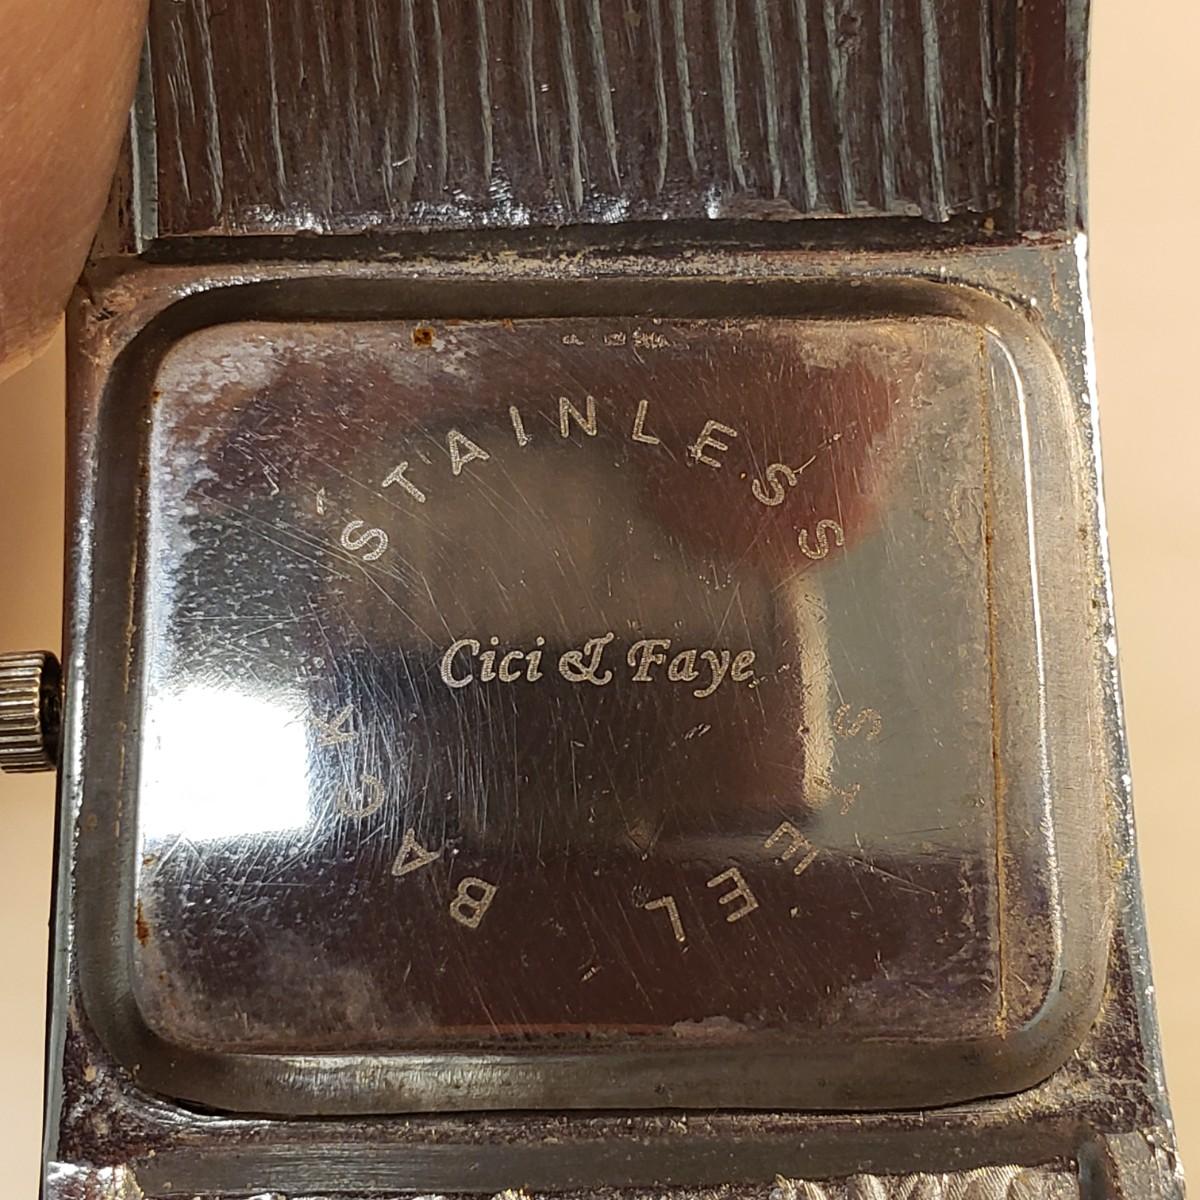 STAINLESS
Cici & Faye
STEEL
BACK